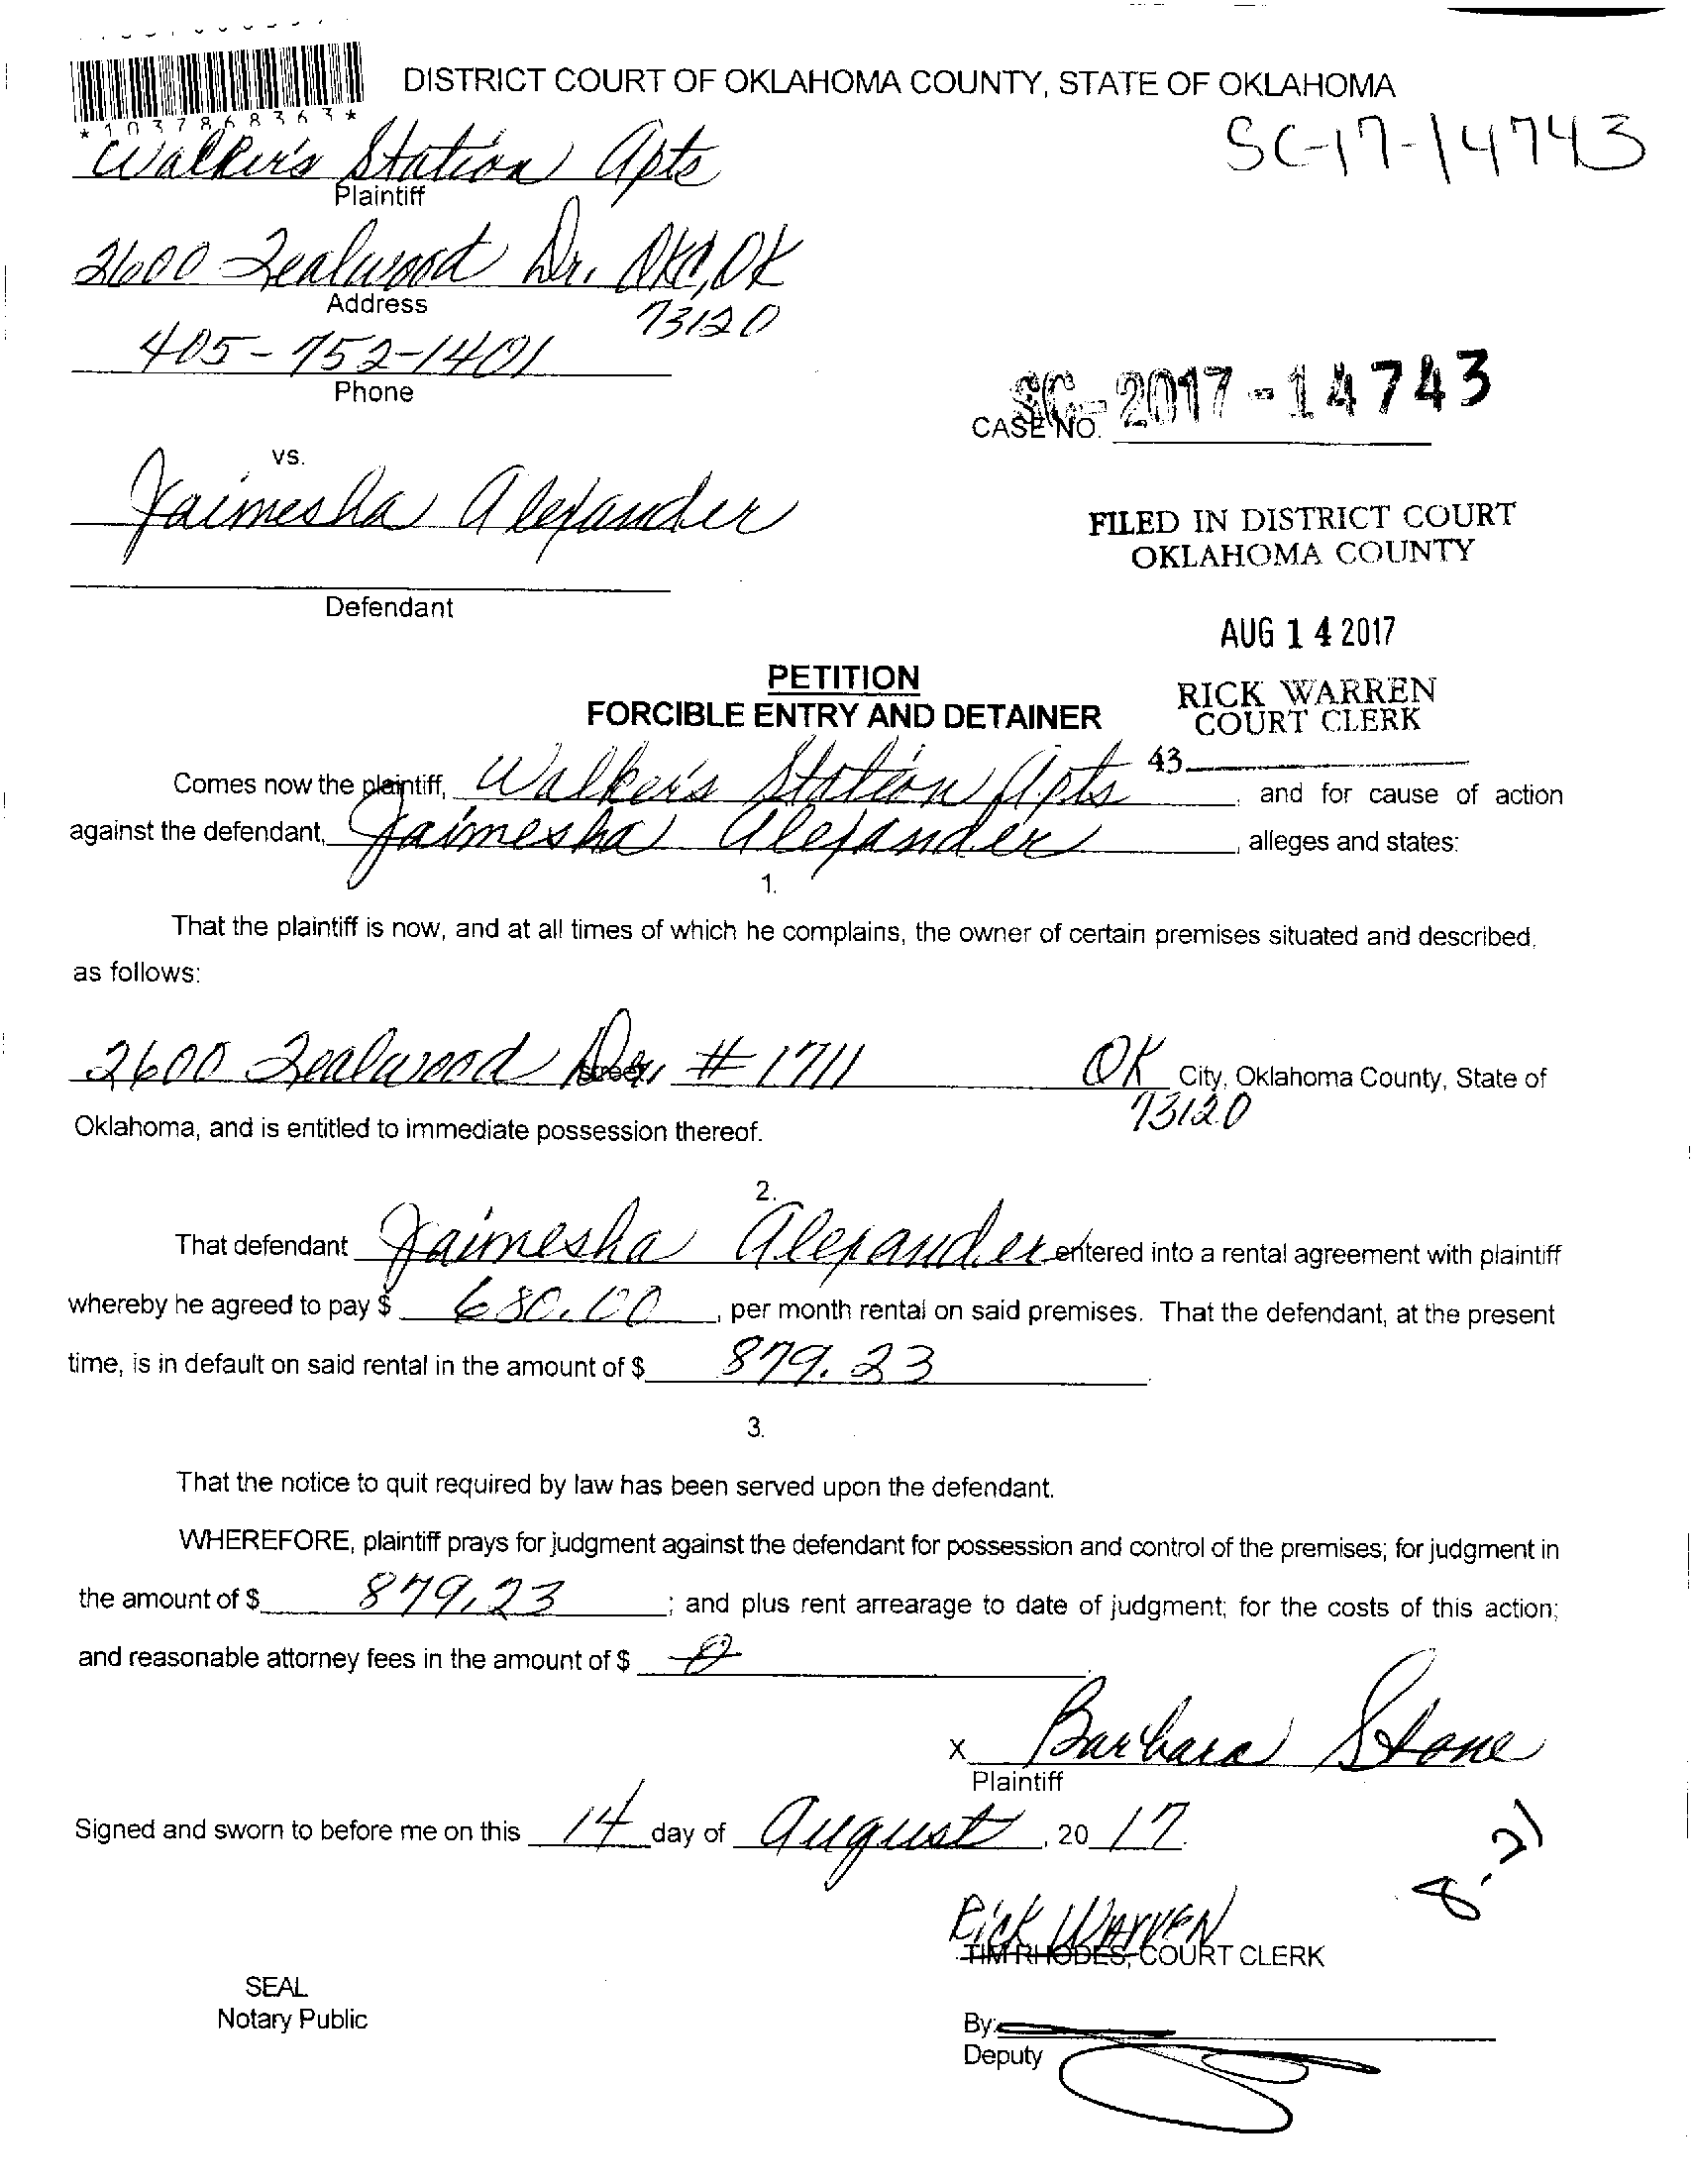 DISTRICT COURT OF OKLAHOMA COUNTY, STATE OF OKLAHOMA
*1037868363*
SC-17-14743
Walker's Station Apts
Plaintiff
2600 Zealwood Dr. OKC, OK
Address
73120
405-752-1401
Phone
SC-2017-14743
CASE NO.
vs.
Jaimesha Alexander
FILED IN DISTRICT COURT
OKLAHOMA COUNTY
Defendant
AUG 14 2017
PETITION
RICK WARREN
FORCIBLE ENTRY AND DETAINER
COURT CLERK
43
Comes now the plaintiff, Walker's Station Apts, and for cause of action
against the defendant, Jaimesha Alexander, alleges and states:
1.
That the plaintiff is now, and at all times of which he complains, the owner of certain premises situated and described,
as follows:
2600 Zealwood Dr. # 1711 OK City, Oklahoma County, State of
Street
73120
Oklahoma, and is entitled to immediate possession thereof.
2.
That defendant Jaimesha Alexander entered into a rental agreement with plaintiff
whereby he agreed to pay $ 680.00, per month rental on said premises. That the defendant, at the present
time, is in default on said rental in the amount of $ 879.23
3.
That the notice to quit required by law has been served upon the defendant.
WHEREFORE, plaintiff prays for judgment against the defendant for possession and control of the premises; for judgment in
the amount of $ 879.23; and plus rent arrearage to date of judgment; for the costs of this action;
and reasonable attorney fees in the amount of $ 0
x Barbara Stone
Plaintiff
Signed and sworn to before me on this 14 day of August, 20 17.
8-21
Rick Warren
TIM RHODES, COURT CLERK
SEAL
Notary Public
By:
Deputy